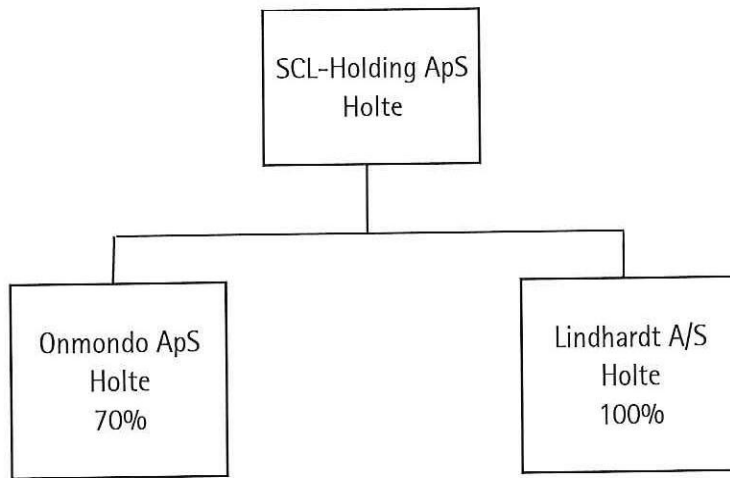 SCL-Holding ApS
Holte
Onmondo ApS
Holte
70%
Lindhardt A/S
Holte
100%